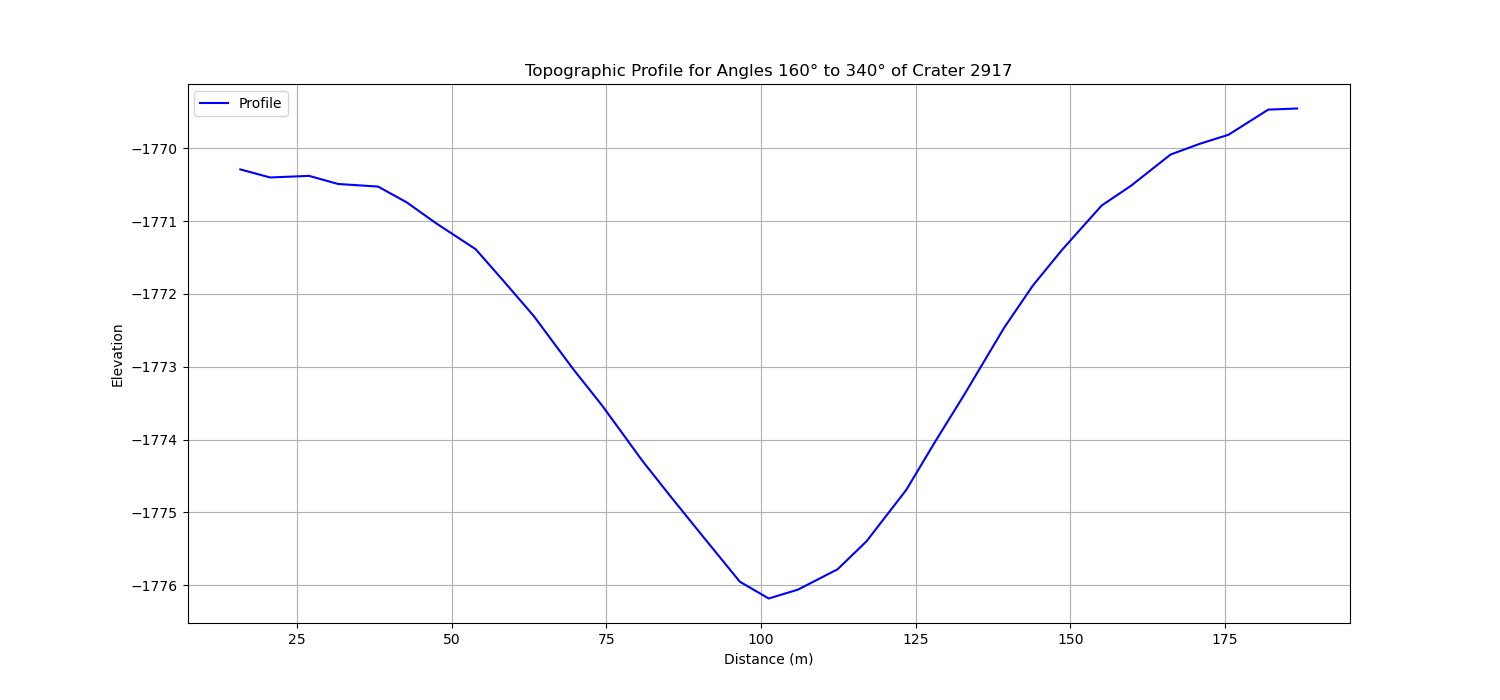 Topographic Profile for Angles 160° to 340° of Crater 2917
Profile
−1770
−1771
−1772
−1773
−1774
−1775
−1776
Elevation
25 50 75 100 125 150 175
Distance (m)